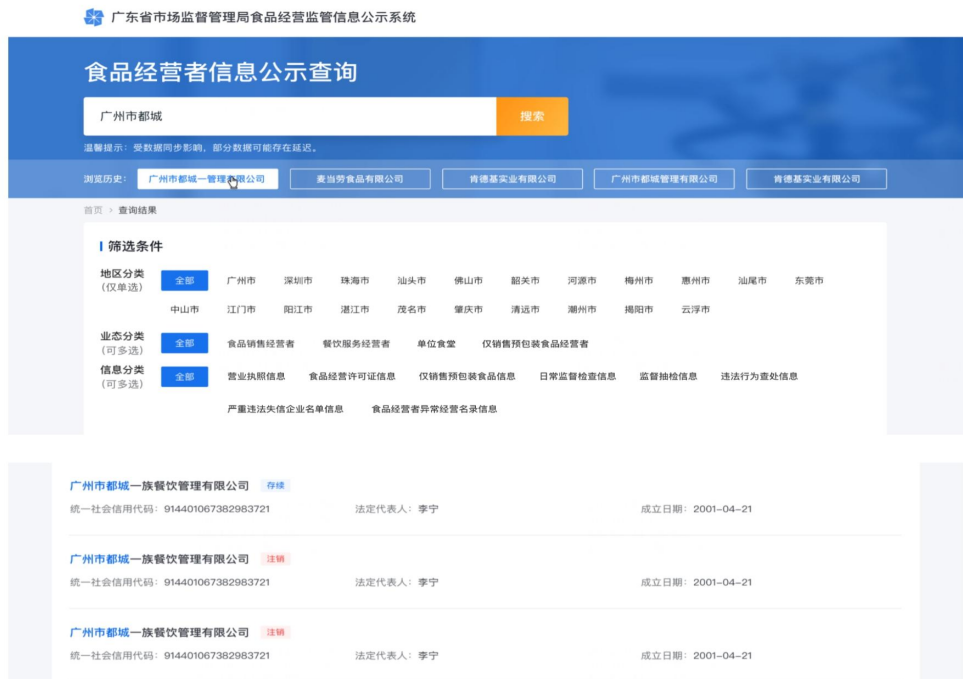 广东省市场监督管理局食品经营监管信息公示系统
食品经营者信息公示查询
广州市都城 搜索
温馨提示：受数据同步影响，部分数据可能存在延迟。
浏览历史： 广州市都城一管理有限公司 麦当劳食品有限公司 肯德基实业有限公司 广州市都城管理有限公司 肯德基实业有限公司
首页 > 查询结果
筛选条件
地区分类 全部 广州市 深圳市 珠海市 汕头市 佛山市 韶关市 河源市 梅州市 惠州市 汕尾市 东莞市
(仅单选)
中山市 江门市 阳江市 湛江市 茂名市 肇庆市 清远市 潮州市 揭阳市 云浮市
业态分类 全部 食品销售经营者 餐饮服务经营者 单位食堂 仅销售预包装食品经营者
(可多选)
信息分类 全部 营业执照信息 食品经营许可证信息 仅销售预包装食品信息 日常监督检查信息 监督抽检信息 违法行为查处信息
(可多选)
严重违法失信企业名单信息 食品经营者异常经营名录信息
广州市都城一族餐饮管理有限公司 存续
统一社会信用代码：914401067382983721 法定代表人：李宁 成立日期：2001-04-21
广州市都城一族餐饮管理有限公司 注销
统一社会信用代码：914401067382983721 法定代表人：李宁 成立日期：2001-04-21
广州市都城一族餐饮管理有限公司 注销
统一社会信用代码：914401067382983721 法定代表人：李宁 成立日期：2001-04-21